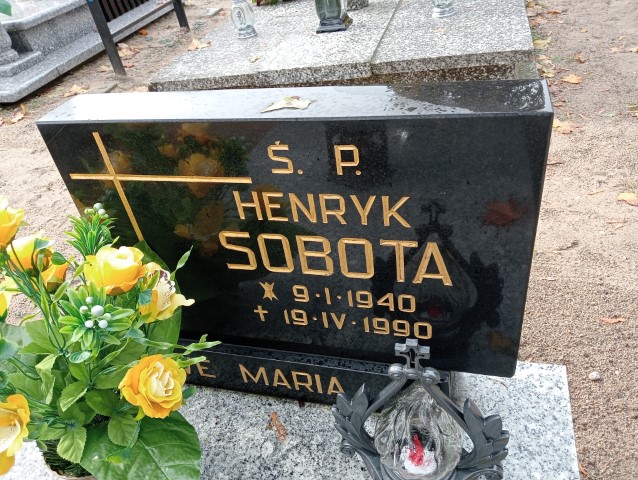 Ś. P.
HENRYK
SOBOTA
* 9·I·1940
† 19·IV·1990
MARIA